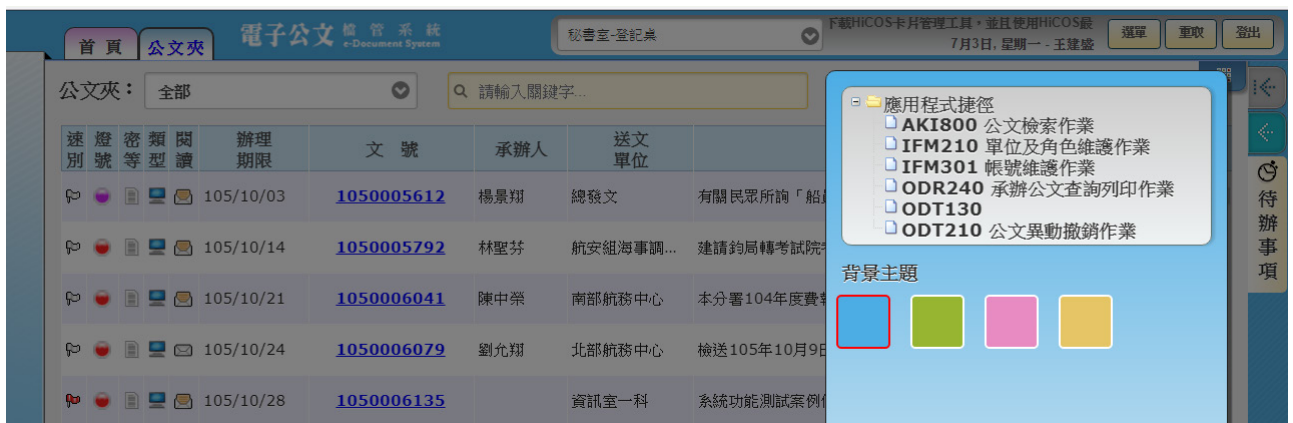 下載HiCOS卡片管理工具，並且使用HiCOS最
首頁 公文夾 電子公文 檔管系統 e-Document System 秘書室-登記桌 7月3日, 星期一 - 王建盛 選單 重取 登出
公文夾： 全部 請輸入關鍵字...
速別 燈號 密等 類型 閱讀 辦理期限 文 號 承辦人 送文單位
105/10/03 1050005612 楊景翔 總發文 有關民眾所詢「船
105/10/14 1050005792 林聖芬 航安組海事調... 建請鈞局轉考試院
105/10/21 1050006041 陳中榮 南部航務中心 本分署104年度費
105/10/24 1050006079 劉允翔 北部航務中心 檢送105年10月9日
105/10/28 1050006135 資訊室一科 系統功能測試案例
應用程式捷徑
AKI800 公文檢索作業
IFM210 單位及角色維護作業
IFM301 帳號維護作業
ODR240 承辦公文查詢列印作業
ODT130
ODT210 公文異動撤銷作業
背景主題
待辦事項